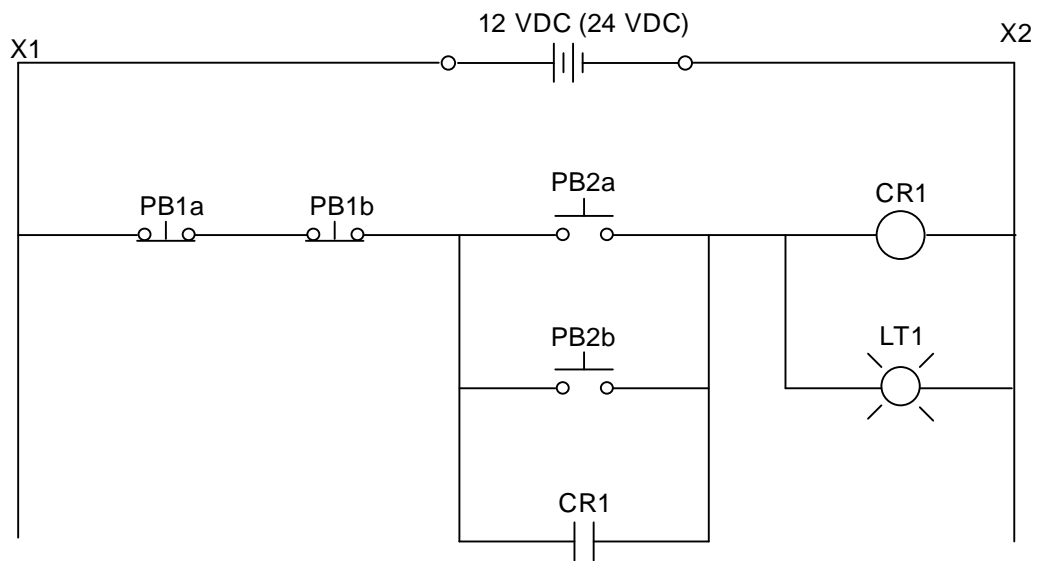 12 VDC (24 VDC)
X1
X2
PB1a
PB1b
PB2a
CR1
PB2b
LT1
CR1